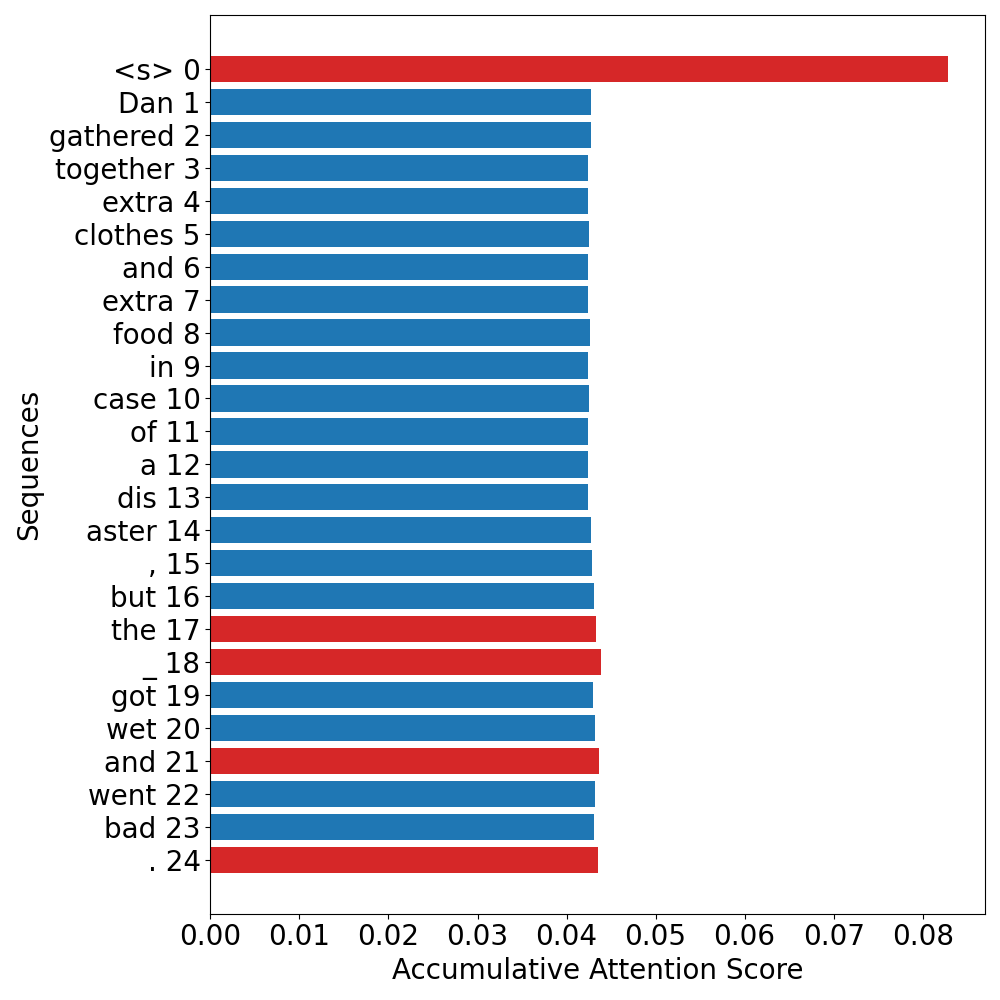 <s> 0
Dan 1
gathered 2
together 3
extra 4
clothes 5
and 6
extra 7
food 8
in 9
case 10
of 11
a 12
dis 13
aster 14
, 15
but 16
the 17
_ 18
got 19
wet 20
and 21
went 22
bad 23
. 24
Sequences
0.00 0.01 0.02 0.03 0.04 0.05 0.06 0.07 0.08
Accumulative Attention Score